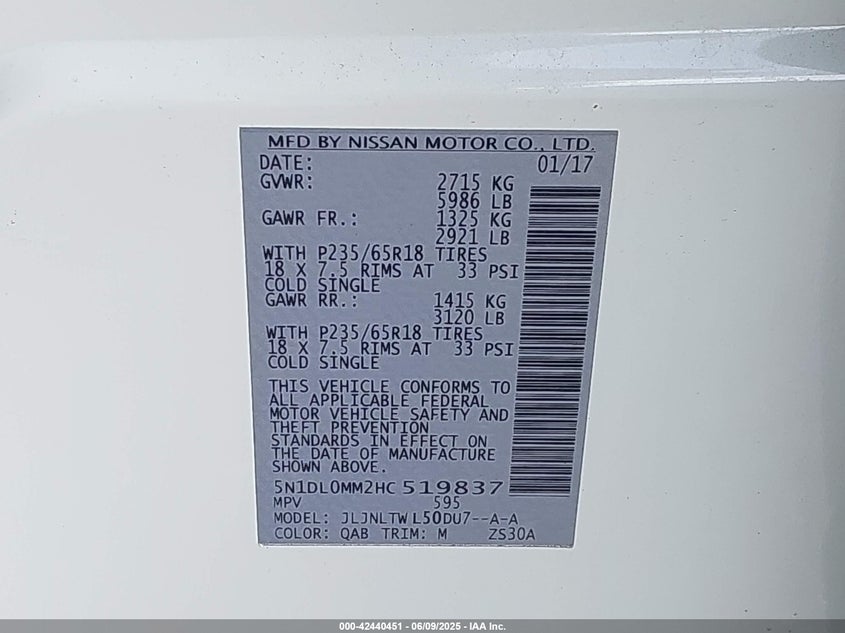 MFD BY NISSAN MOTOR CO., LTD.
DATE: 01/17
GVWR: 2715 KG
5986 LB
GAWR FR.: 1325 KG
2921 LB
WITH P235/65R18 TIRES
18 X 7.5 RIMS AT 33 PSI
COLD SINGLE
GAWR RR.: 1415 KG
3120 LB
WITH P235/65R18 TIRES
18 X 7.5 RIMS AT 33 PSI
COLD SINGLE
THIS VEHICLE CONFORMS TO
ALL APPLICABLE FEDERAL
MOTOR VEHICLE SAFETY AND
THEFT PREVENTION
STANDARDS IN EFFECT ON
THE DATE OF MANUFACTURE
SHOWN ABOVE.
5N1DL0MM2HC 519837
MPV 595
MODEL: JLJNLTW L50DU7--A-A
COLOR: QAB TRIM: M ZS30A
000-42440451 - 06/09/2025 - IAA Inc.